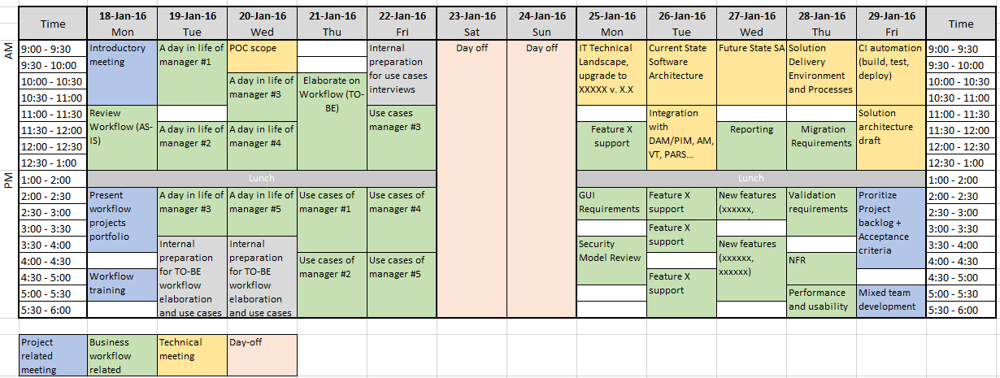 Time 18-Jan-16 19-Jan-16 20-Jan-16 21-Jan-16 22-Jan-16 23-Jan-16 24-Jan-16 25-Jan-16 26-Jan-16 27-Jan-16 28-Jan-16 29-Jan-16 Time
Mon Tue Wed Thu Fri Sat Sun Mon Tue Wed Thu Fri
AM
9:00 - 9:30
9:30 - 10:00
10:00 - 10:30
10:30 - 11:00
11:00 - 11:30
11:30 - 12:00
12:00 - 12:30
12:30 - 1:00
PM
1:00 - 2:00
2:00 - 2:30
2:30 - 3:00
3:00 - 3:30
3:30 - 4:00
4:00 - 4:30
4:30 - 5:00
5:00 - 5:30
5:30 - 6:00
Introductory
meeting
Review
Workflow (AS-
IS)
Lunch
Present
workflow
projects
portfolio
Workflow
training
A day in life of
manager #1
A day in life of
manager #2
A day in life of
manager #3
Internal
preparation
for TO-BE
workflow
elaboration
and use cases
POC scope
A day in life of
manager #3
A day in life of
manager #4
A day in life of
manager #5
Internal
preparation
for TO-BE
workflow
elaboration
and use cases
Elaborate on
Workflow (TO-
BE)
Use cases of
manager #1
Use cases of
manager #2
Internal
preparation
for use cases
interviews
Use cases
manager #3
Use cases of
manager #4
Use cases of
manager #5
Day off
Day off
IT Technical
Landscape,
upgrade to
XXXXX v. X.X
Feature X
support
Lunch
GUI
Requirements
Security
Model Review
Current State
Software
Architecture
Integration
with
DAM/PIM, AM,
VT, PARS...
Feature X
support
Feature X
support
Feature X
support
Future State SA
Reporting
New features
(xxxxxx,
New features
(xxxxxx,
xxxxxx)
Solution
Delivery
Environment
and Processes
Migration
Requirements
Validation
requirements
NFR
Performance
and usability
CI automation
(build, test,
deploy)
Solution
architecture
draft
Proritize
Project
backlog +
Acceptance
criteria
Mixed team
development
9:00 - 9:30
9:30 - 10:00
10:00 - 10:30
10:30 - 11:00
11:00 - 11:30
11:30 - 12:00
12:00 - 12:30
12:30 - 1:00
1:00 - 2:00
2:00 - 2:30
2:30 - 3:00
3:00 - 3:30
3:30 - 4:00
4:00 - 4:30
4:30 - 5:00
5:00 - 5:30
5:30 - 6:00
Project
related
meeting
Business
workflow
related
Technical
meeting
Day-off